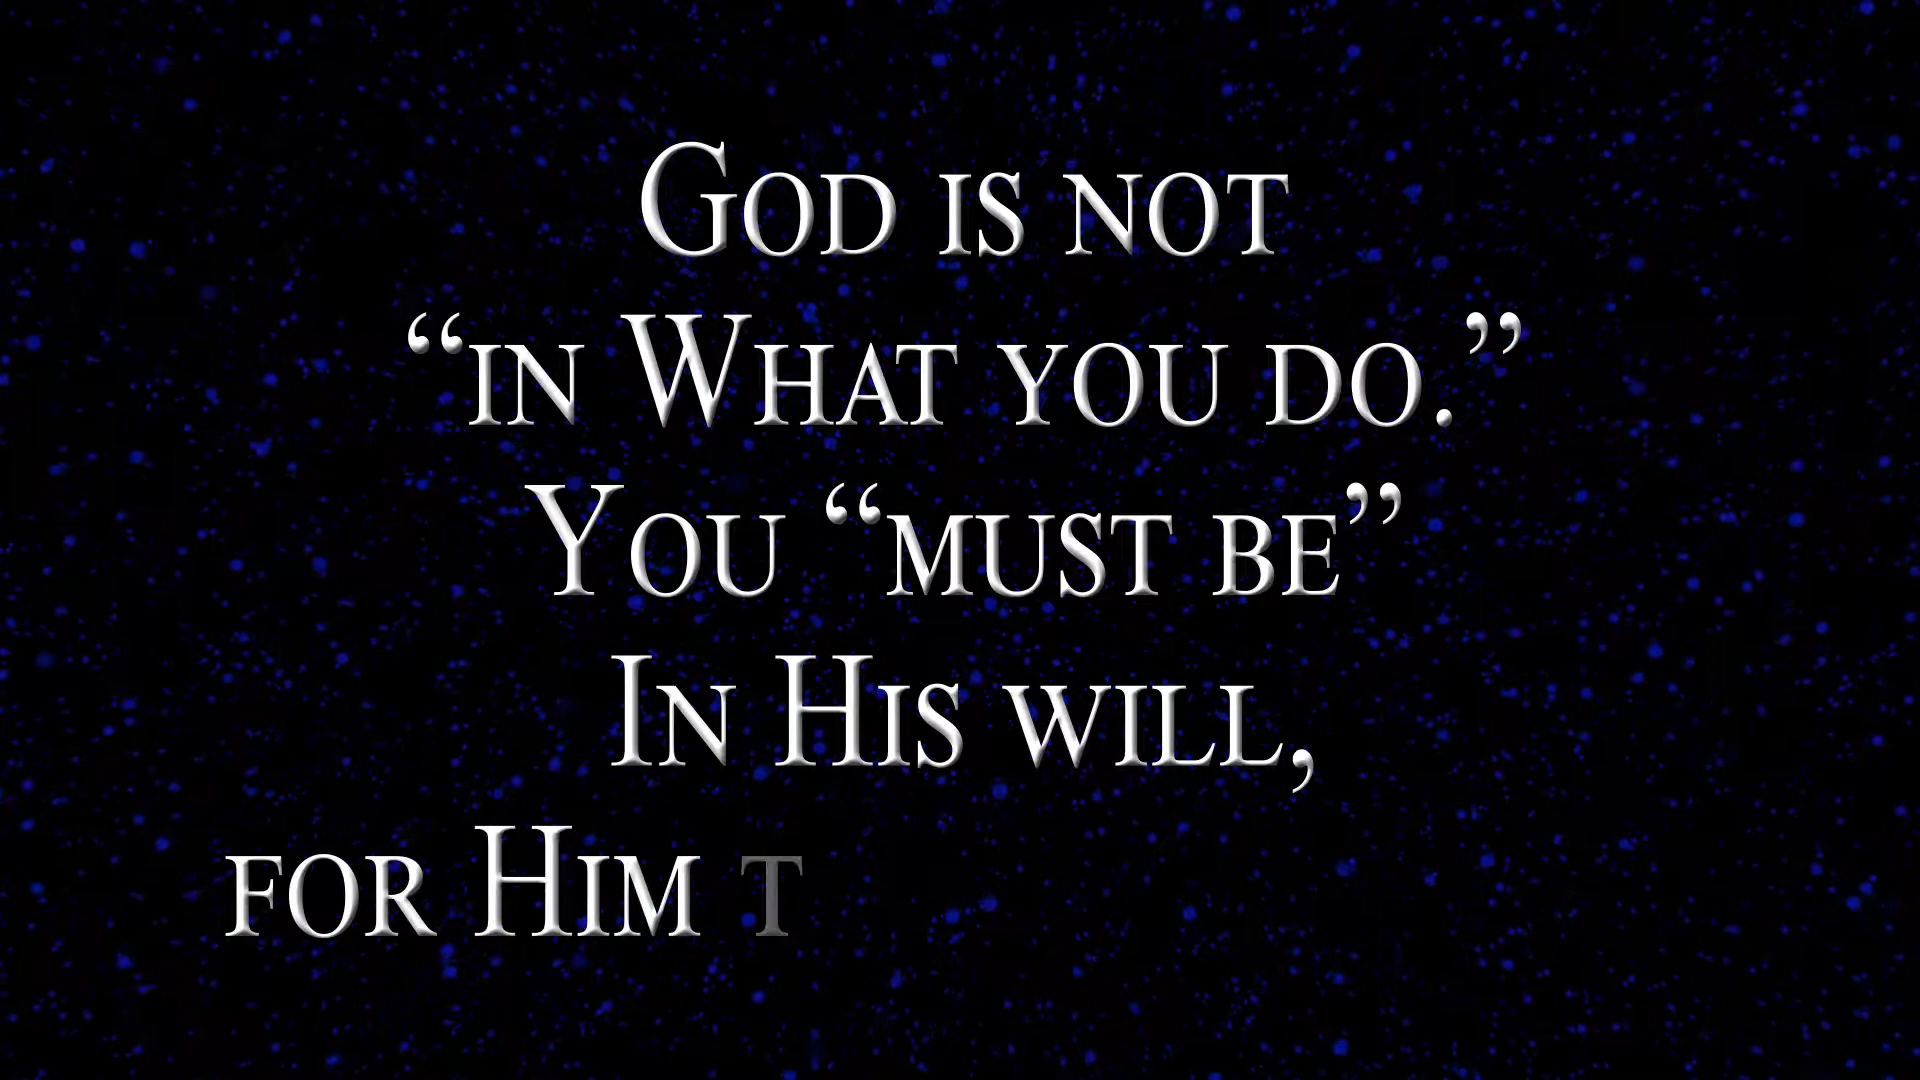 God is not
“in What you do.”
You “must be”
In His will,
for Him t